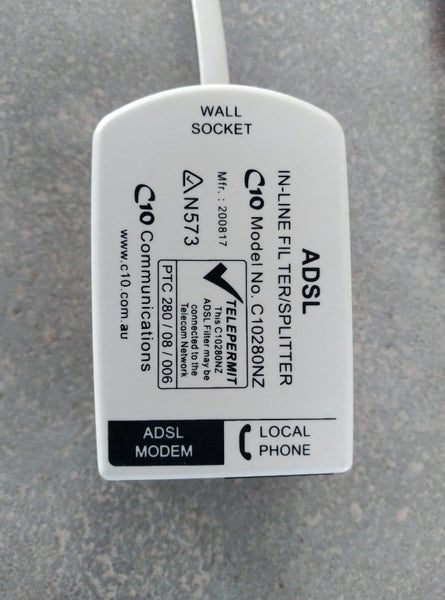 WALL
SOCKET
ADSL
IN-LINE FILTER/SPLITTER
C10 Model No. C10280NZ
Mfr. : 200817
N573
TELEPERMIT
This C10280NZ
ADSL Filter may be
connected to the
Telecom Network
PTC 280 / 08 / 006
C10 Communications
www.c10.com.au
ADSL
MODEM
LOCAL
PHONE